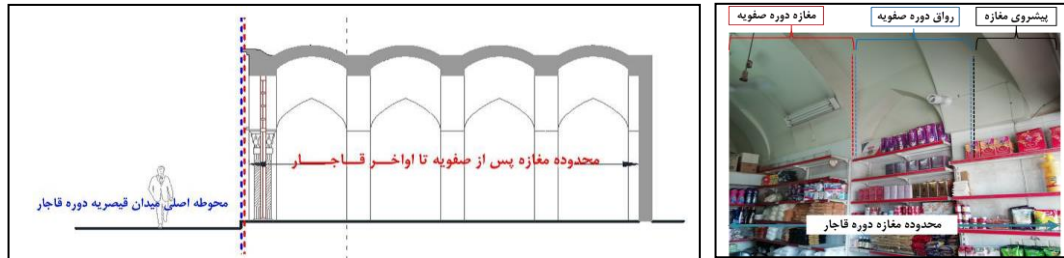 محدوده مغازه پس از صفویه تا اواخر قاجار
محوطه اصلی میدان قیصریه دوره قاجار
پیشروی مغازه
رواق دوره صفویه
مغازه دوره صفویه
محدوده مغازه دوره قاجار